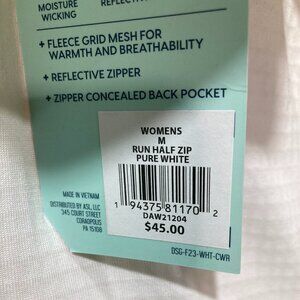 MOISTURE
WICKING
REFLECTIV
+ FLEECE GRID MESH FOR
WARMTH AND BREATHABILITY
+ REFLECTIVE ZIPPER
+ ZIPPER CONCEALED BACK POCKET
WOMENS
M
RUN HALF ZIP
PURE WHITE
1 94375 81170 2
DAW21204
$45.00
MADE IN VIETNAM
DISTRIBUTED BY ASI, LLC
345 COURT STREET
CORAOPOLIS
PA 15108
DSG-F23-WHT-CWR